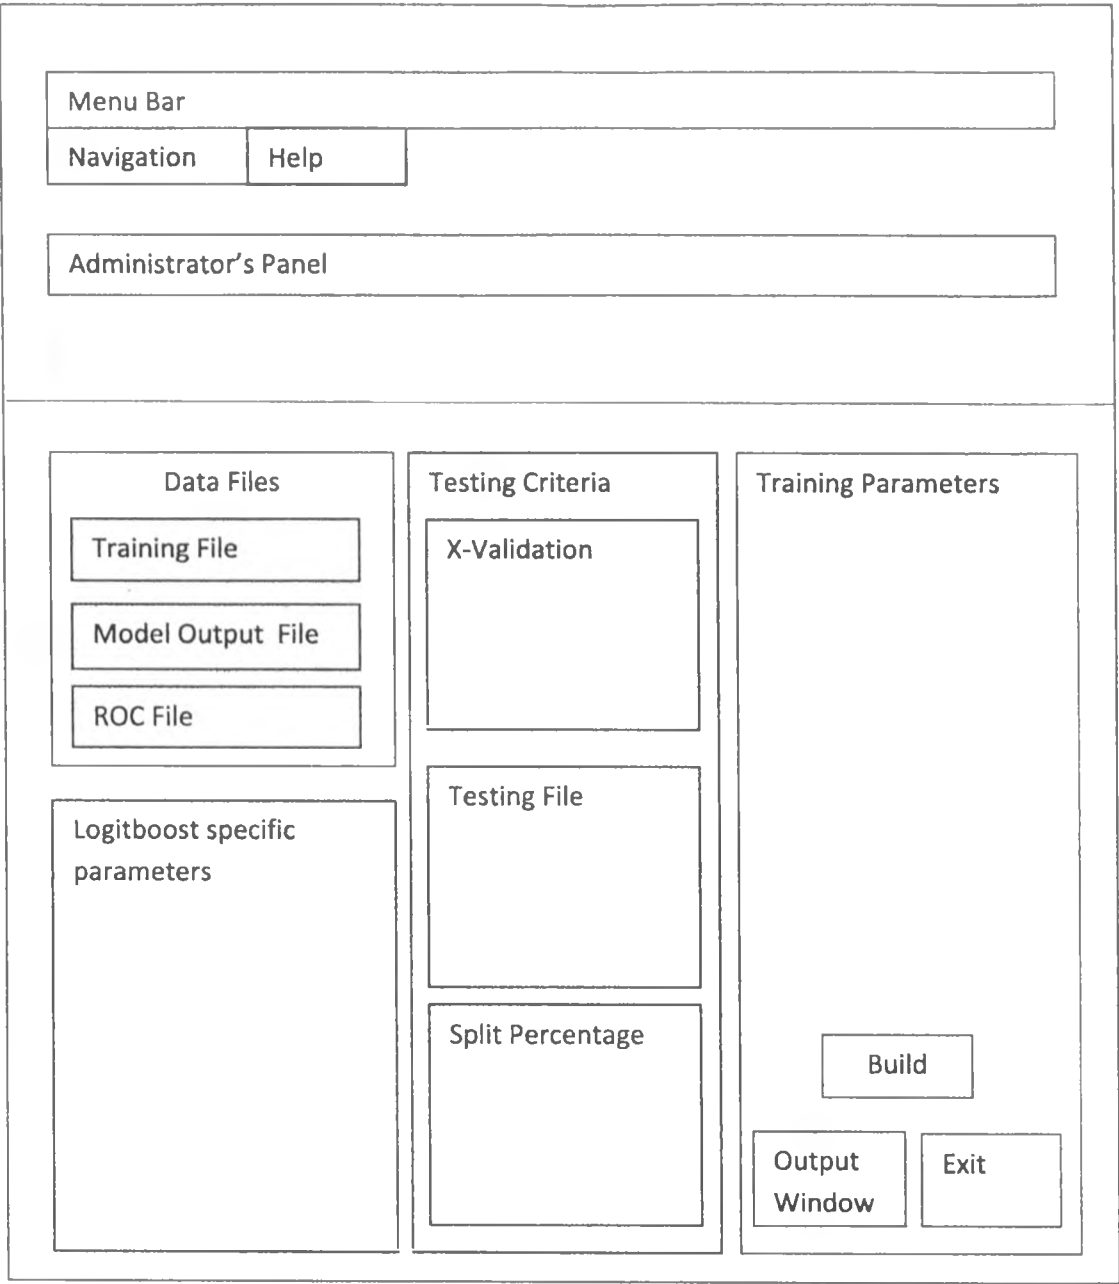 Menu Bar
Navigation
Help
Administrator's Panel
Data Files
Training File
Model Output File
ROC File
Logitboost specific
parameters
Testing Criteria
X-Validation
Testing File
Split Percentage
Training Parameters
Build
Output
Window
Exit